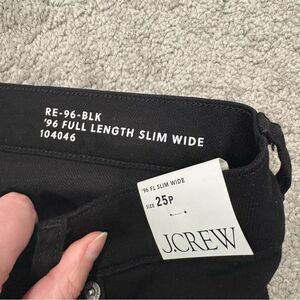 RE-96-BLK
'96 FULL LENGTH SLIM WIDE
104046
'96 FL SLIM WIDE
SIZE 25P
J.CREW